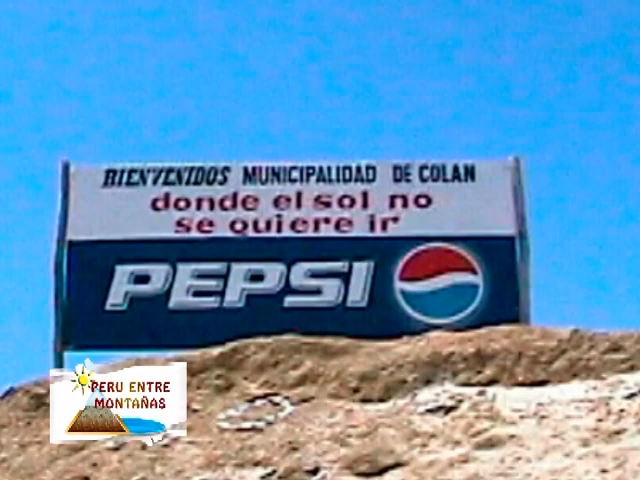 BIENVENIDOS MUNICIPALIDAD DE COLAN
donde el sol no
se quiere ir
PEPSI
PERU ENTRE
MONTAÑAS